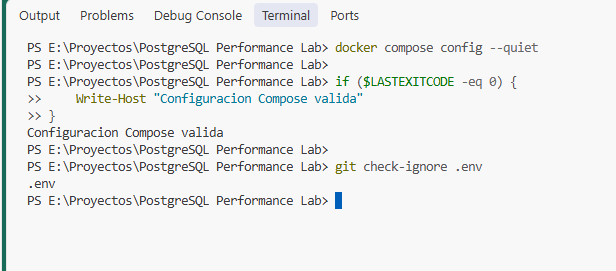 Output Problems Debug Console Terminal Ports
PS E:\Proyectos\PostgreSQL Performance Lab> docker compose config --quiet
PS E:\Proyectos\PostgreSQL Performance Lab>
PS E:\Proyectos\PostgreSQL Performance Lab> if ($LASTEXITCODE -eq 0) {
>>     Write-Host "Configuracion Compose valida"
>> }
Configuracion Compose valida
PS E:\Proyectos\PostgreSQL Performance Lab>
PS E:\Proyectos\PostgreSQL Performance Lab> git check-ignore .env
.env
PS E:\Proyectos\PostgreSQL Performance Lab>